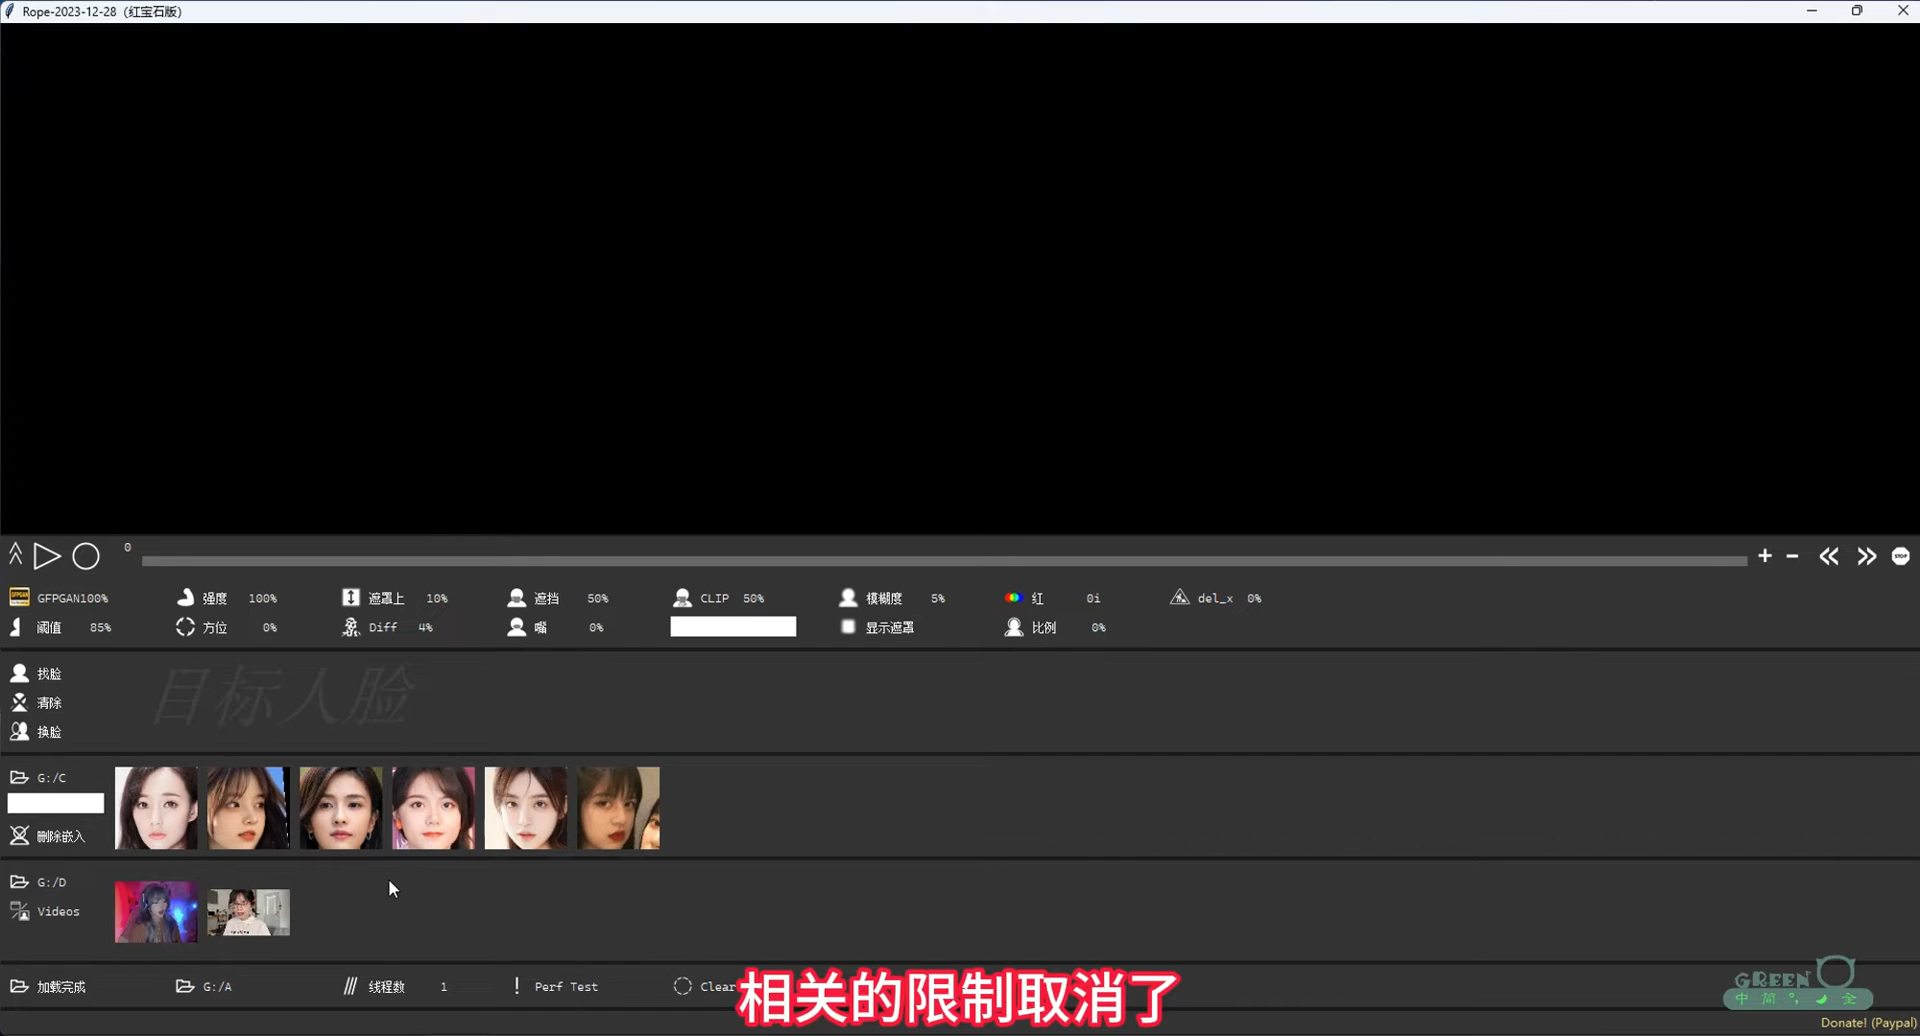 Rope-2023-12-28 (红宝石版)
0
GFPGAN100% 强度 100% 遮罩上 10% 遮挡 50% CLIP 50% 模糊度 5% 红 0i del_x 0%
阈值 85% 方位 0% Diff 4% 嘴 0% 显示遮罩 比例 0%
找脸
清除
换脸
目标人脸
G:/C
删除嵌入
G:/D
Videos
加载完成 G:/A 线程数 1 Perf Test Clear
相关的限制取消了
GREEN
中 简 °, 全
Donate! (Paypal)